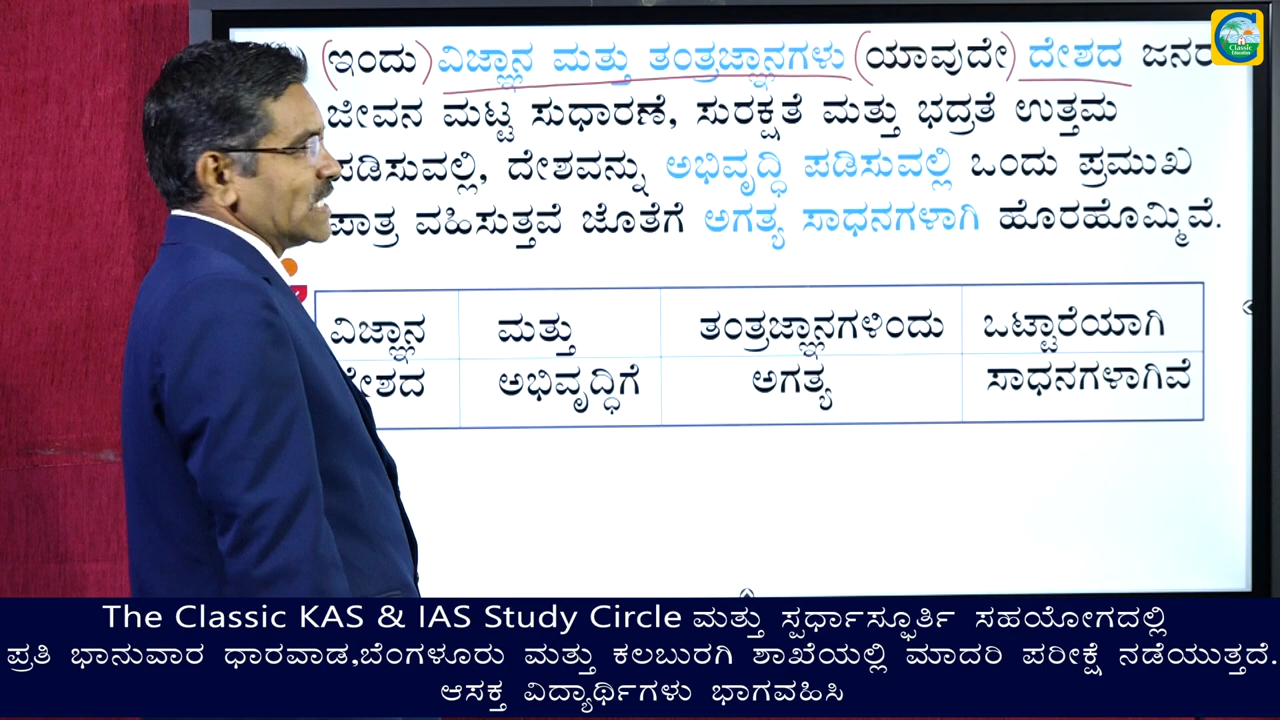 (ಇಂದು) ವಿಜ್ಞಾನ ಮತ್ತು ತಂತ್ರಜ್ಞಾನಗಳು (ಯಾವುದೇ) ದೇಶದ ಜನರ
ಜೀವನ ಮಟ್ಟ ಸುಧಾರಣೆ, ಸುರಕ್ಷತೆ ಮತ್ತು ಭದ್ರತೆ ಉತ್ತಮ
ಪಡಿಸುವಲ್ಲಿ, ದೇಶವನ್ನು ಅಭಿವೃದ್ಧಿ ಪಡಿಸುವಲ್ಲಿ ಒಂದು ಪ್ರಮುಖ
ಪಾತ್ರ ವಹಿಸುತ್ತವೆ ಜೊತೆಗೆ ಅಗತ್ಯ ಸಾಧನಗಳಾಗಿ ಹೊರಹೊಮ್ಮಿವೆ.
ವಿಜ್ಞಾನ ಮತ್ತು ತಂತ್ರಜ್ಞಾನಗಳಿಂದು ಒಟ್ಟಾರೆಯಾಗಿ
ದೇಶದ ಅಭಿವೃದ್ಧಿಗೆ ಅಗತ್ಯ ಸಾಧನಗಳಾಗಿವೆ
Classic
Education
The Classic KAS & IAS Study Circle ಮತ್ತು ಸ್ಪರ್ಧಾಸ್ಫೂರ್ತಿ ಸಹಯೋಗದಲ್ಲಿ
ಪ್ರತಿ ಭಾನುವಾರ ಧಾರವಾಡ,ಬೆಂಗಳೂರು ಮತ್ತು ಕಲಬುರಗಿ ಶಾಖೆಯಲ್ಲಿ ಮಾದರಿ ಪರೀಕ್ಷೆ ನಡೆಯುತ್ತದೆ.
ಆಸಕ್ತ ವಿದ್ಯಾರ್ಥಿಗಳು ಭಾಗವಹಿಸಿ